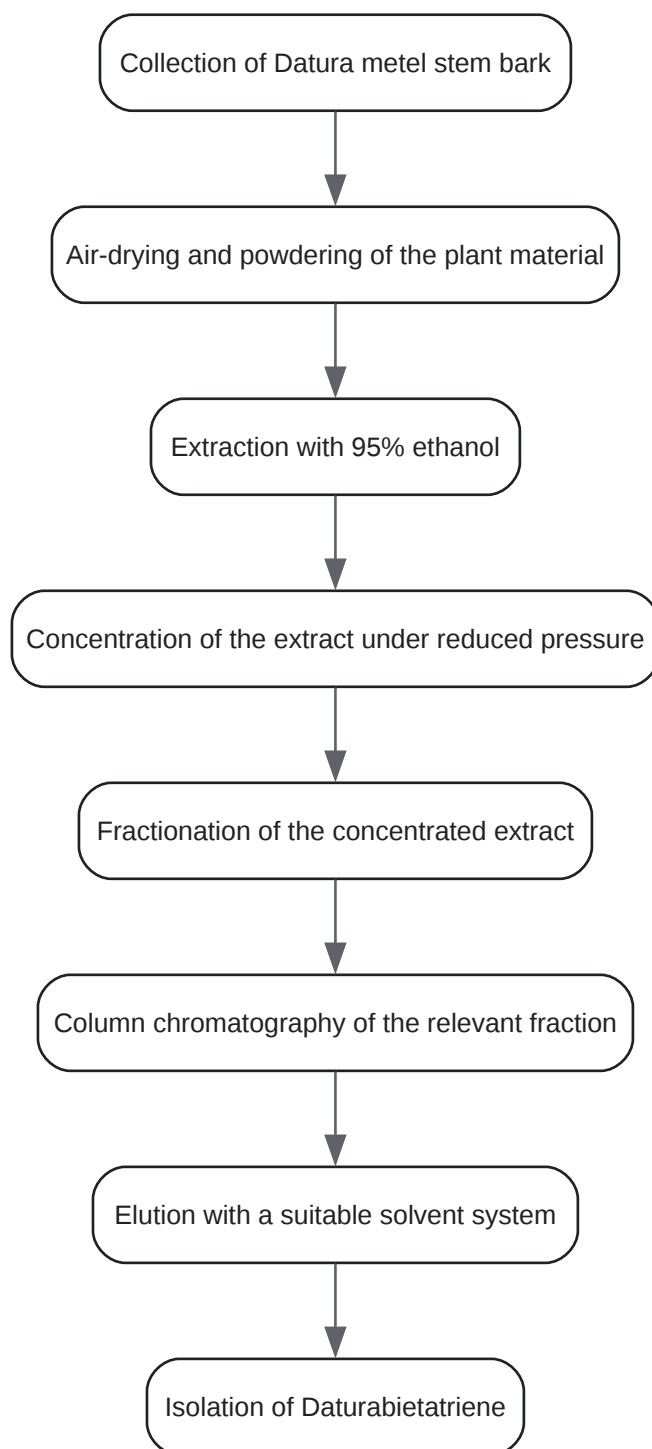 Collection of Datura metel stem bark
Air-drying and powdering of the plant material
Extraction with 95% ethanol
Concentration of the extract under reduced pressure
Fractionation of the concentrated extract
Column chromatography of the relevant fraction
Elution with a suitable solvent system
Isolation of Daturabietatriene